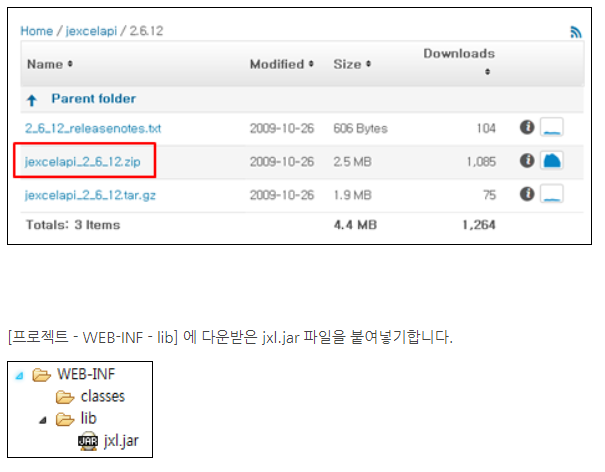 Home / jexcelapi / 2.6.12
Name Modified Size Downloads
Parent folder
2_6_12_releasenotes.txt 2009-10-26 606 Bytes 104
jexcelapi_2_6_12.zip 2009-10-26 2.5 MB 1,085
jexcelapi_2_6_12.tar.gz 2009-10-26 1.9 MB 75
Totals: 3 Items 4.4 MB 1,264
[프로젝트 - WEB-INF - lib] 에 다운받은 jxl.jar 파일을 붙여넣기합니다.
WEB-INF
classes
lib
JAR jxl.jar